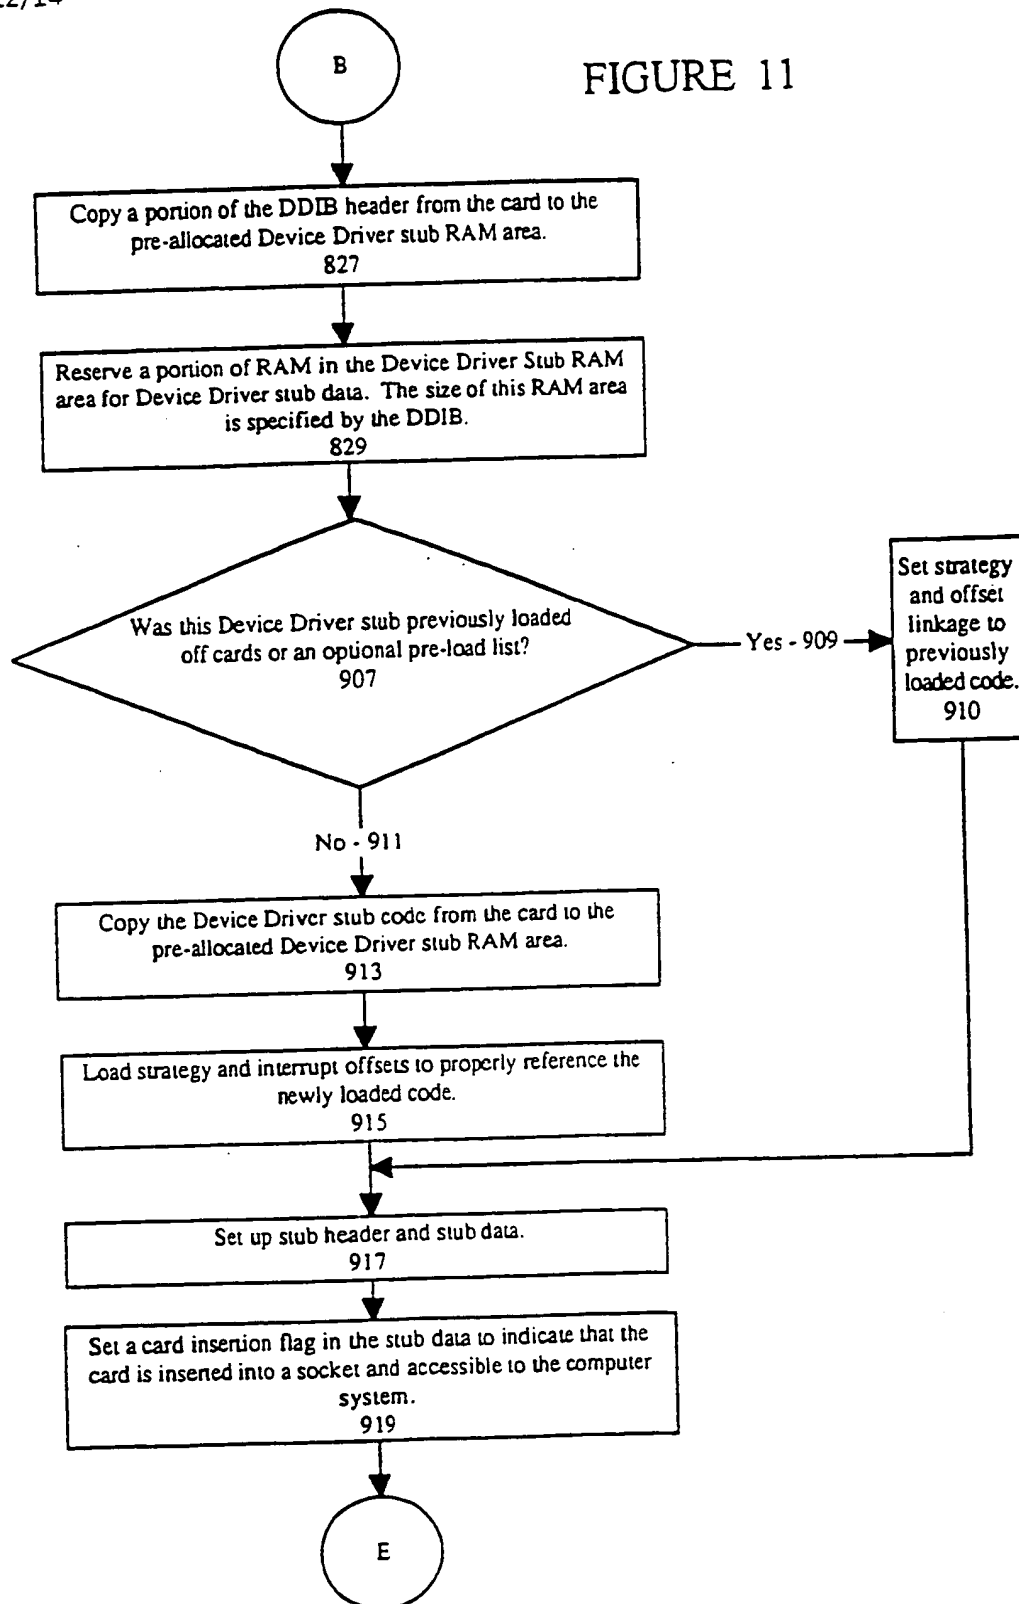 B
FIGURE 11
Copy a portion of the DDIB header from the card to the
pre-allocated Device Driver stub RAM area.
827
Reserve a portion of RAM in the Device Driver Stub RAM
area for Device Driver stub data. The size of this RAM area
is specified by the DDIB.
829
Was this Device Driver stub previously loaded
off cards or an optional pre-load list?
907
Yes - 909
Set strategy
and offset
linkage to
previously
loaded code.
910
No - 911
Copy the Device Driver stub code from the card to the
pre-allocated Device Driver stub RAM area.
913
Load strategy and interrupt offsets to properly reference the
newly loaded code.
915
Set up stub header and stub data.
917
Set a card insertion flag in the stub data to indicate that the
card is inserted into a socket and accessible to the computer
system.
919
E